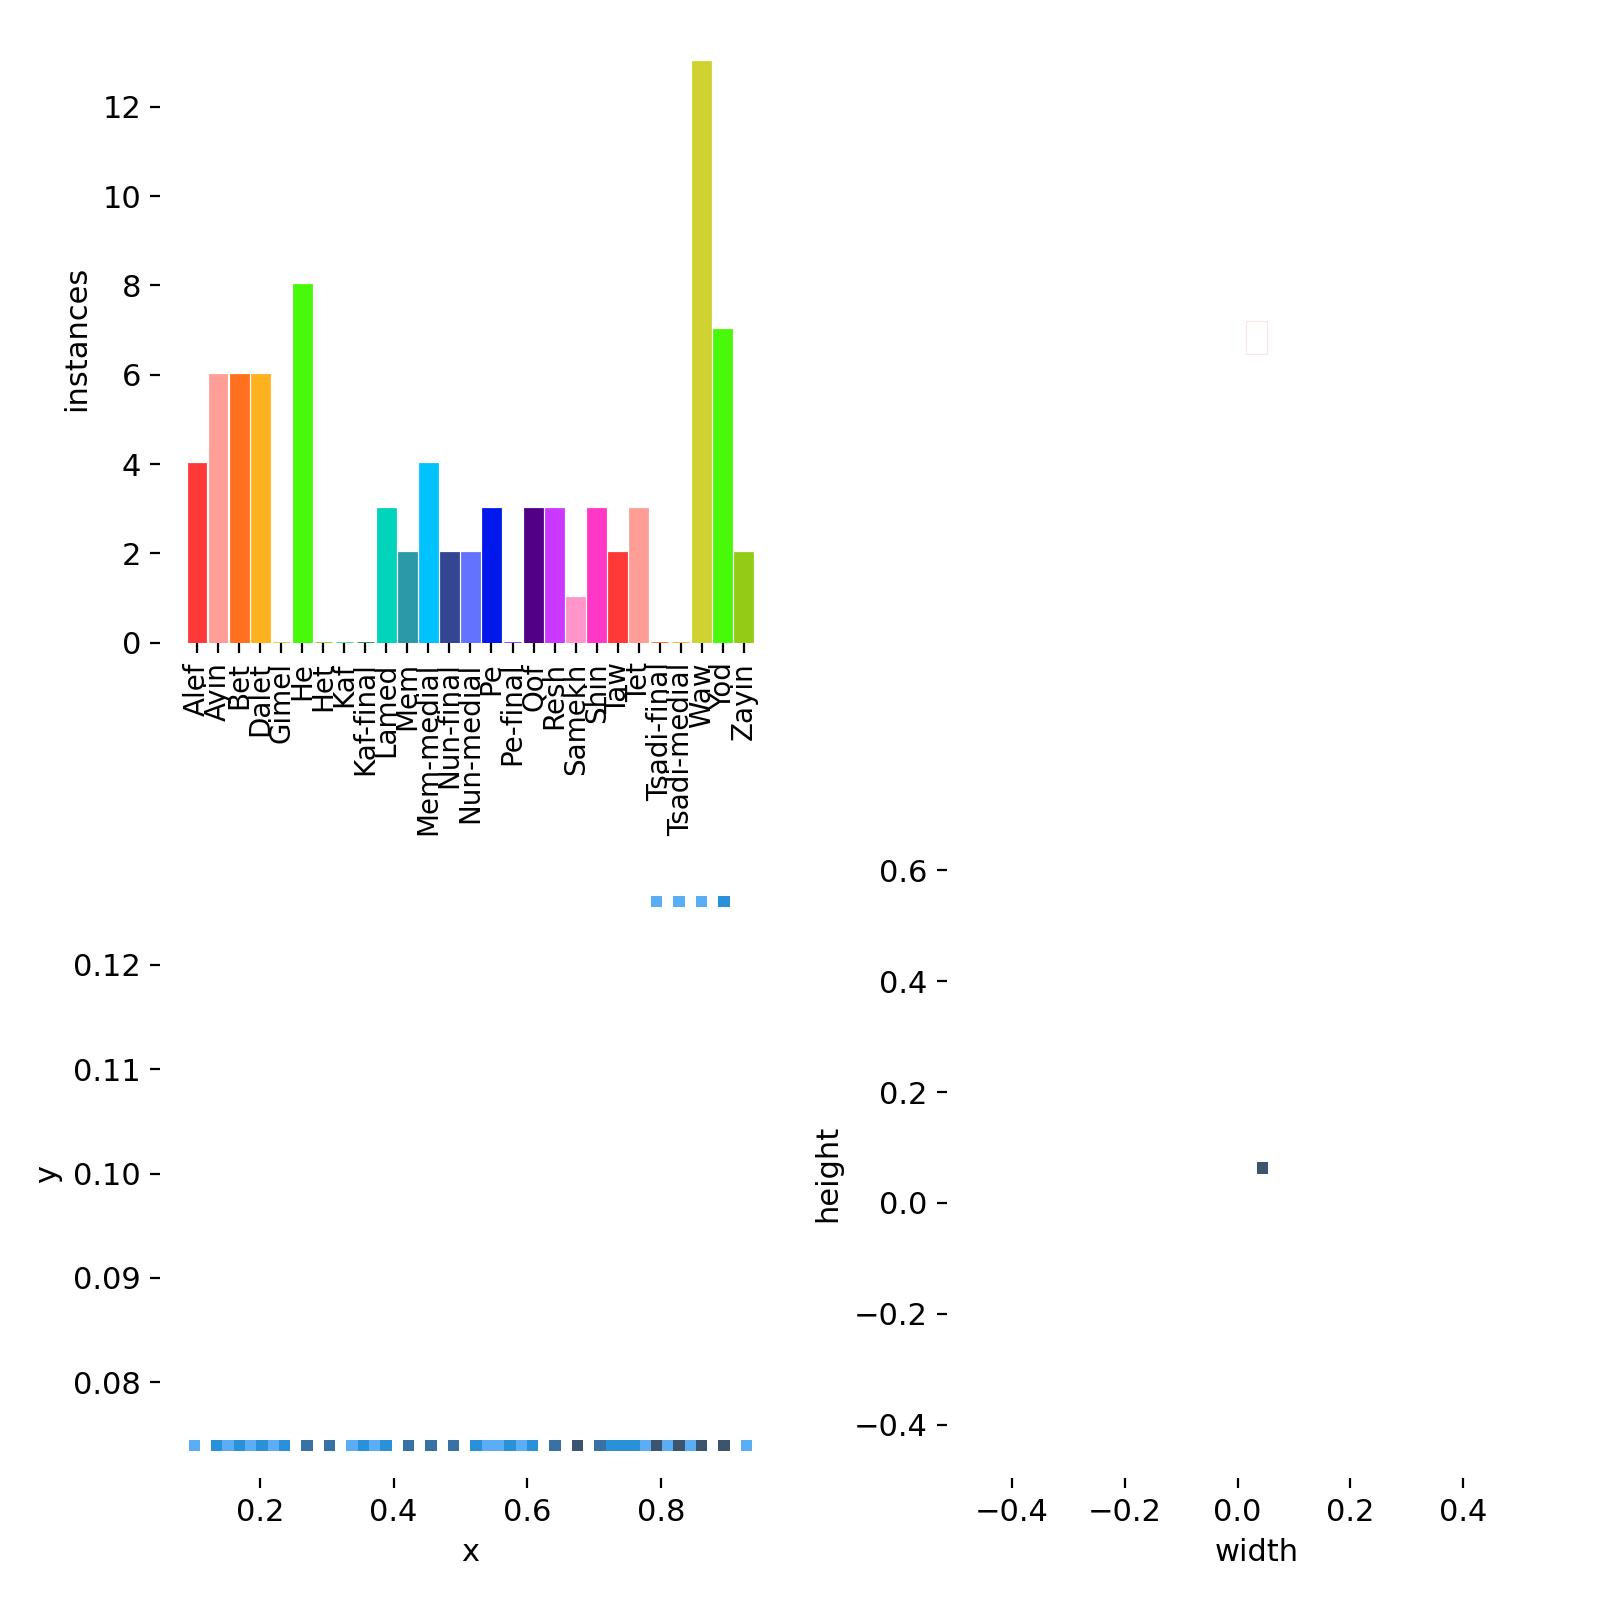 12
10
8
6
4
2
0
instances
Alef
Ayin
Bet
Dalet
Gimel
He
Het
Kaf
Kaf-final
Lamed
Mem
Mem-medial
Nun-final
Nun-medial
Pe
Pe-final
Qof
Resh
Samekh
Shin
Taw
Tet
Tsadi-final
Tsadi-medial
Waw
Yod
Zayin
0.12
0.11
0.10
0.09
0.08
y
0.2 0.4 0.6 0.8
x
0.6
0.4
0.2
0.0
−0.2
−0.4
height
−0.4 −0.2 0.0 0.2 0.4
width